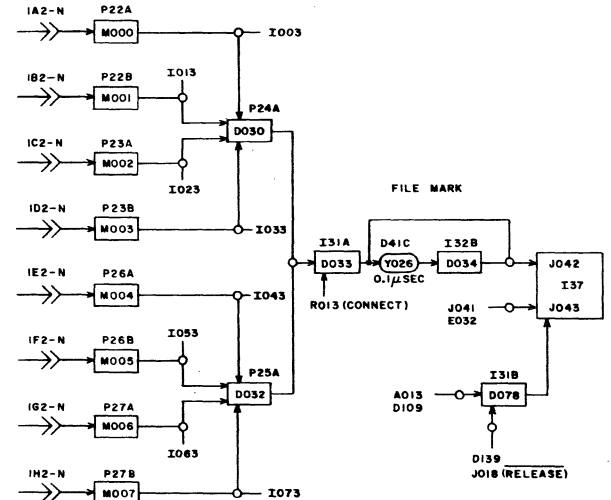 IA2-N
P22A
M000
I003
IB2-N
P22B
M001
I013
P24A
D030
IC2-N
P23A
M002
I023
ID2-N
P23B
M003
I033
FILE MARK
I31A
D033
D41C
Y026
0.1μSEC
I32B
D034
J042
I37
J043
R013 (CONNECT)
J041
E032
IE2-N
P26A
M004
I043
IF2-N
P26B
M005
I053
P25A
D032
IG2-N
P27A
M006
I063
IH2-N
P27B
M007
I073
I31B
D078
A013
D109
D139
J018 (RELEASE)